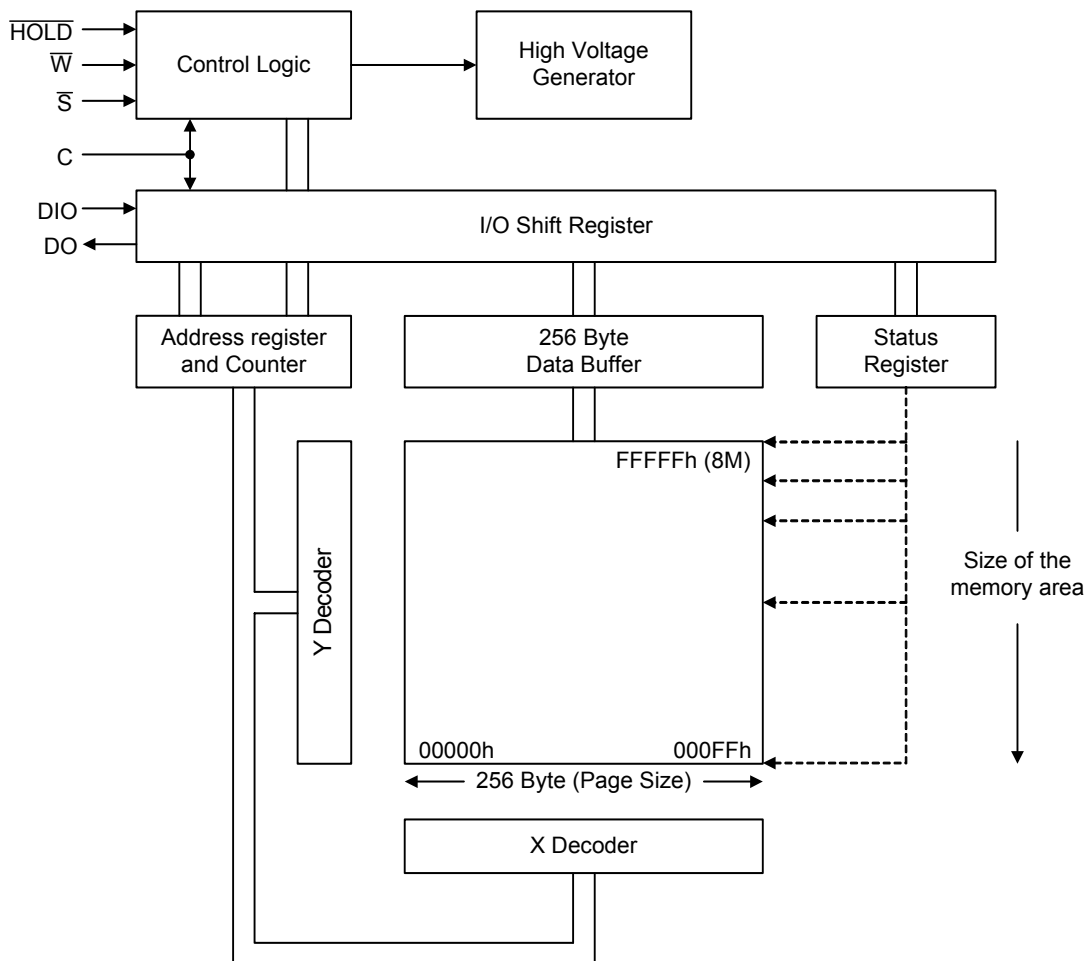 HOLD
W
S
C
DIO
DO
Control Logic
High Voltage
Generator
I/O Shift Register
Address register
and Counter
256 Byte
Data Buffer
Status
Register
Y Decoder
FFFFFh (8M)
00000h
000FFh
256 Byte (Page Size)
Size of the
memory area
X Decoder